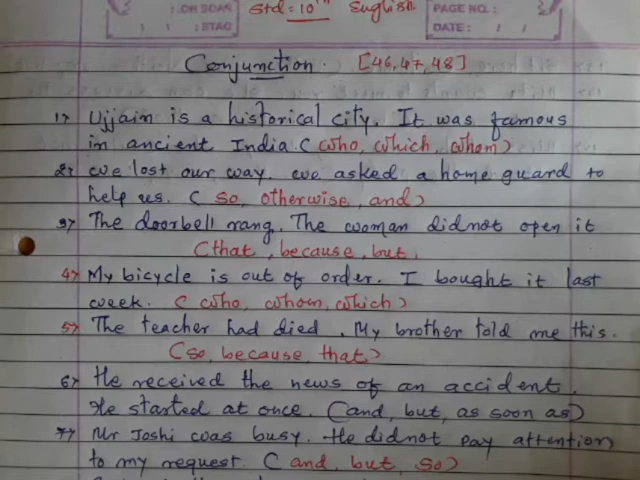 Std:- 10th English
PAGE NO.:
DATE: / /
Conjunction. [46,47,48]
1> Ujjain is a historical city. It was famous
in ancient India. (who, which, whom)
2> We lost our way. We asked a home guard to
help us. (so, otherwise, and)
3> The doorbell rang. The woman did not open it
(that, because, but.
4> My bicycle is out of order. I bought it last
week. (who, whom, which)
5> The teacher had died. My brother told me this.
(so, because, that)
6> He received the news of an accident.
He started at once. (and, but, as soon as)
7> Mr Joshi was busy. He did not pay attention
to my request. (and, but, so)